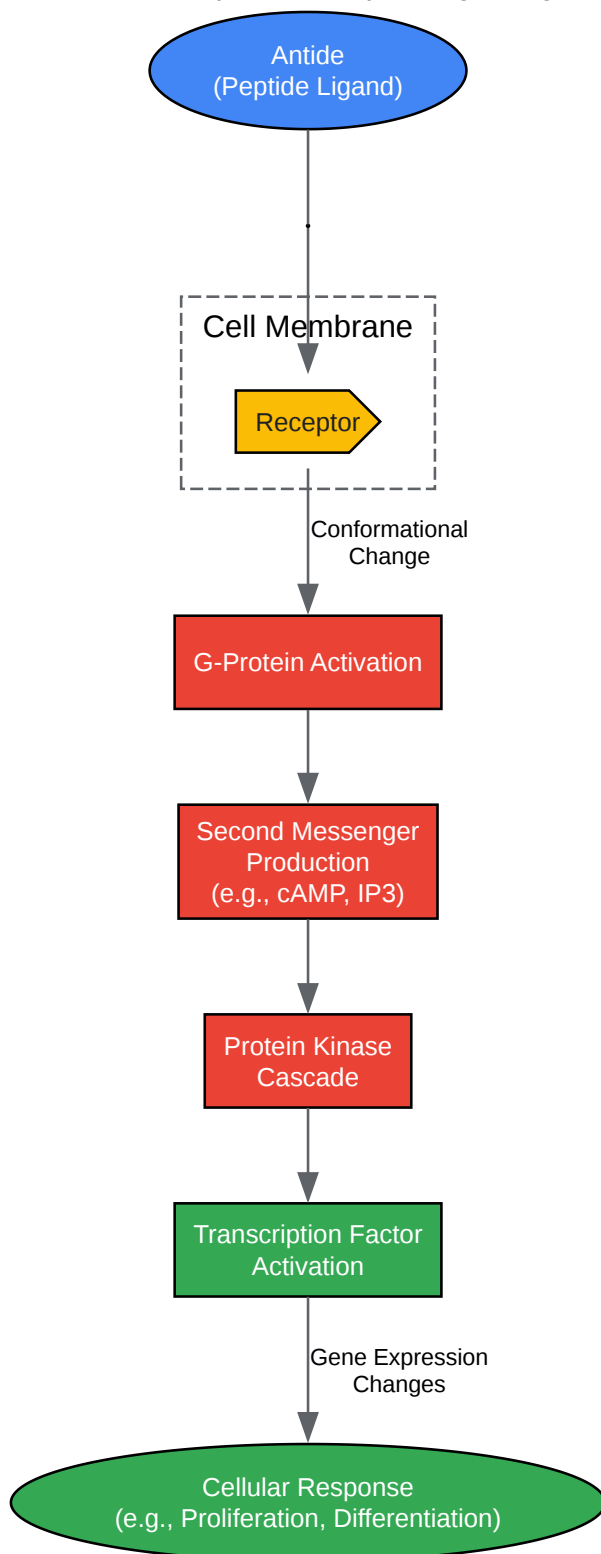 Antide
(Peptide Ligand)
Cell Membrane
Receptor
Conformational
Change
G-Protein Activation
Second Messenger
Production
(e.g., cAMP, IP3)
Protein Kinase
Cascade
Transcription Factor
Activation
Gene Expression
Changes
Cellular Response
(e.g., Proliferation, Differentiation)